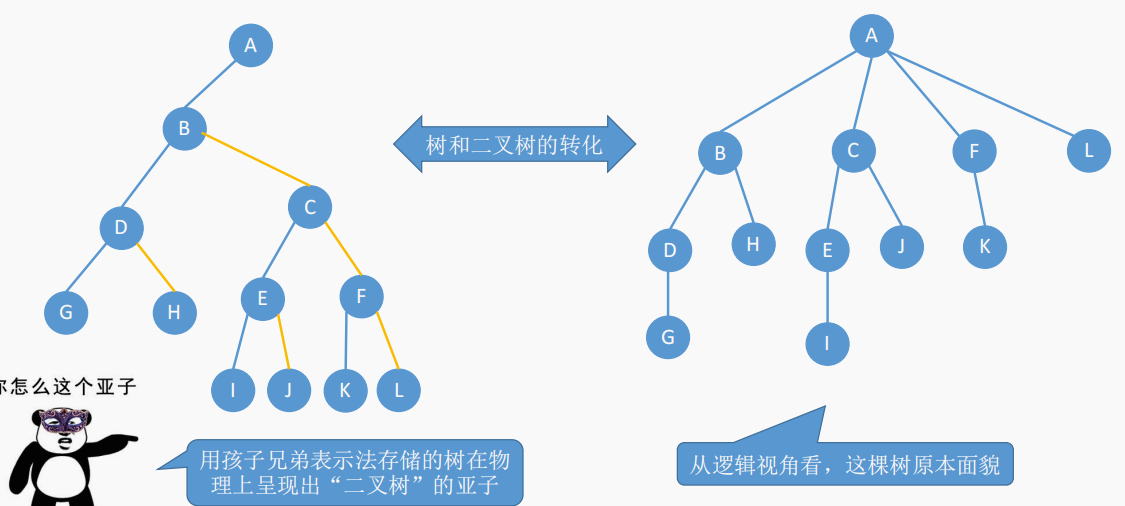 A
A
B
树和二叉树的转化
B
C
F
L
C
D
D
H
E
J
K
E
F
G
H
G
I
I
J
K
L
你怎么这个亚子
用孩子兄弟表示法存储的树在物
理上呈现出“二叉树”的亚子
从逻辑视角看，这棵树原本面貌